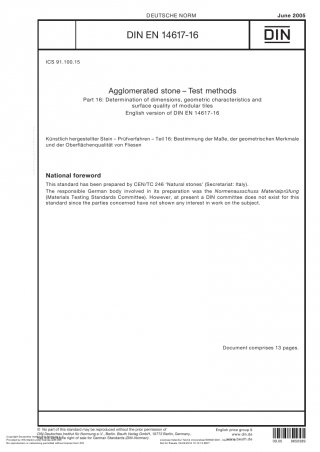 DEUTSCHE NORM
June 2005
DIN EN 14617-16
DIN
ICS 91.100.15
Agglomerated stone – Test methods
Part 16: Determination of dimensions, geometric characteristics and
surface quality of modular tiles
English version of DIN EN 14617-16
Künstlich hergestellter Stein – Prüfverfahren – Teil 16: Bestimmung der Maße, der geometrischen Merkmale
und der Oberflächenqualität von Fliesen
National foreword
This standard has been prepared by CEN/TC 246 'Natural stones' (Secretariat: Italy).
The responsible German body involved in its preparation was the Normenausschuss Materialprüfung
(Materials Testing Standards Committee). However, at present a DIN committee does not exist for this
standard since the parties concerned have not shown any interest in work on the subject.
Document comprises 13 pages.
© No part of this standard may be reproduced without the prior permission of
DIN Deutsches Institut für Normung e.V., Berlin. Beuth Verlag GmbH, 10772 Berlin, Germany,
right of sale for German Standards (DIN-Normen).
English price group 8
www.din.de
www.beuth.de